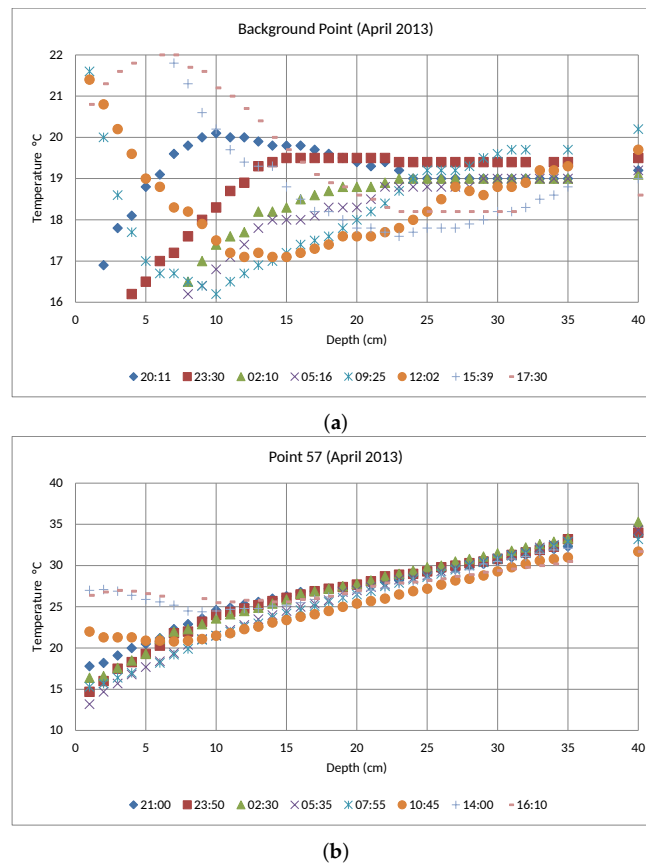 Background Point (April 2013)
22
21
20
19
18
17
16
Temperature °C
0 5 10 15 20 25 30 35 40
Depth (cm)
20:11 23:30 02:10 05:16 09:25 12:02 15:39 17:30
(a)
Point 57 (April 2013)
40
35
30
25
20
15
10
Temperature °C
0 5 10 15 20 25 30 35 40
Depth (cm)
21:00 23:50 02:30 05:35 07:55 10:45 14:00 16:10
(b)